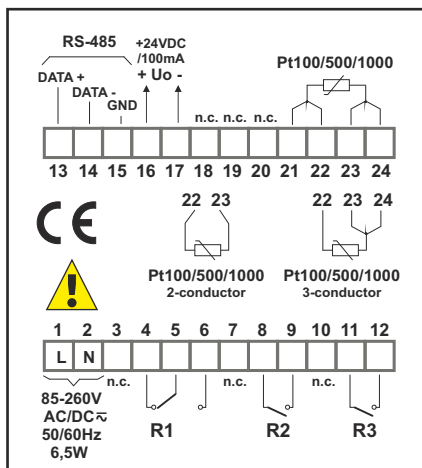 RS-485
+24VDC
/100mA
+ Uo -
Pt100/500/1000
DATA +
DATA -
GND
n.c. n.c. n.c.
13 14 15 16 17 18 19 20 21 22 23 24
22 23
22 23 24
CE
Pt100/500/1000
2-conductor
Pt100/500/1000
3-conductor
1 2 3 4 5 6 7 8 9 10 11 12
L N
n.c. n.c. n.c.
85-260V
AC/DC
50/60Hz
6,5W
R1 R2 R3